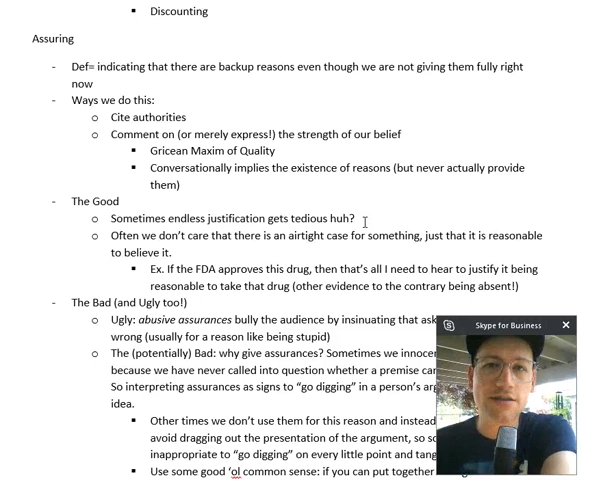 ▪ Discounting
Assuring
- Def= indicating that there are backup reasons even though we are not giving them fully right
now
- Ways we do this:
o Cite authorities
o Comment on (or merely express!) the strength of our belief
▪ Gricean Maxim of Quality
▪ Conversationally implies the existence of reasons (but never actually provide
them)
- The Good
o Sometimes endless justification gets tedious huh?
o Often we don’t care that there is an airtight case for something, just that it is reasonable
to believe it.
▪ Ex. If the FDA approves this drug, then that’s all I need to hear to justify it being
reasonable to take that drug (other evidence to the contrary being absent!)
- The Bad (and Ugly too!)
o Ugly: abusive assurances bully the audience by insinuating that ask
wrong (usually for a reason like being stupid)
o The (potentially) Bad: why give assurances? Sometimes we innocen
because we have never called into question whether a premise can
So interpreting assurances as signs to “go digging” in a person’s arg
idea.
▪ Other times we don’t use them for this reason and instead
avoid dragging out the presentation of the argument, so so
inappropriate to “go digging” on every little point and tang
▪ Use some good ‘ol common sense: if you can put together
Skype for Business